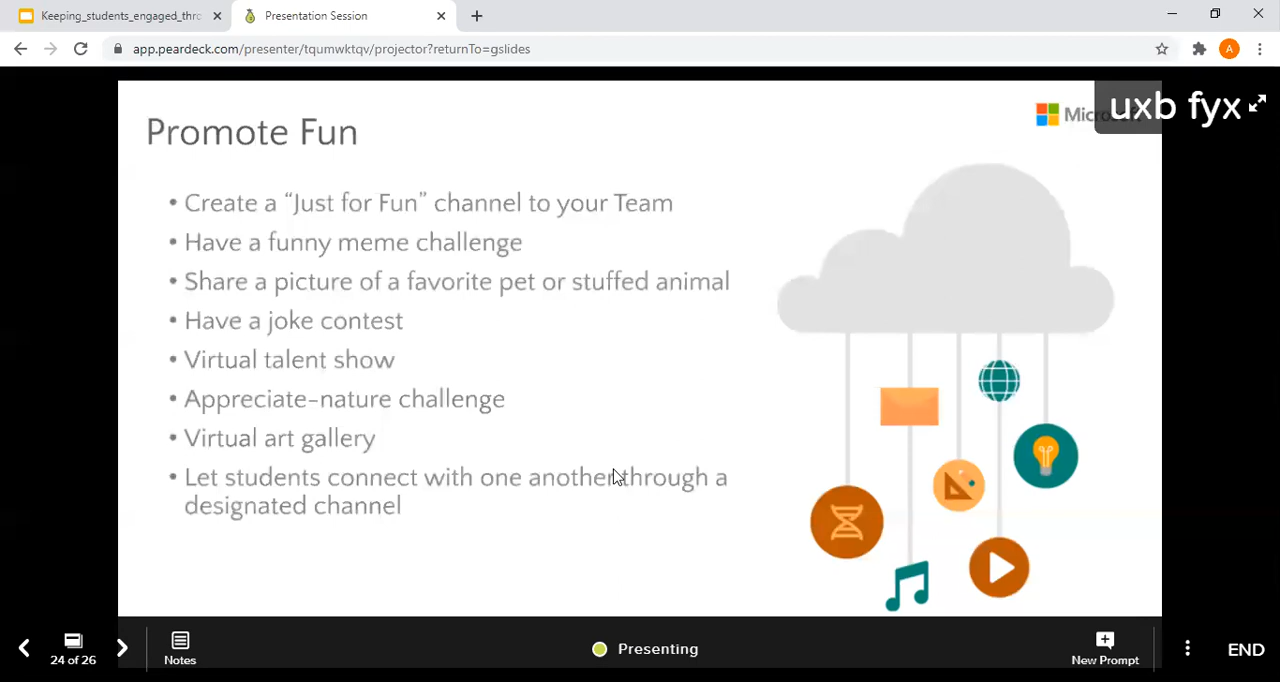 Keeping_students_engaged_thro
Presentation Session
app.peardeck.com/presenter/tqumwktqv/projector?returnTo=gslides
A
uxb fyx
Promote Fun
• Create a “Just for Fun” channel to your Team
• Have a funny meme challenge
• Share a picture of a favorite pet or stuffed animal
• Have a joke contest
• Virtual talent show
• Appreciate-nature challenge
• Virtual art gallery
• Let students connect with one another through a
designated channel
24 of 26
Notes
Presenting
New Prompt
END